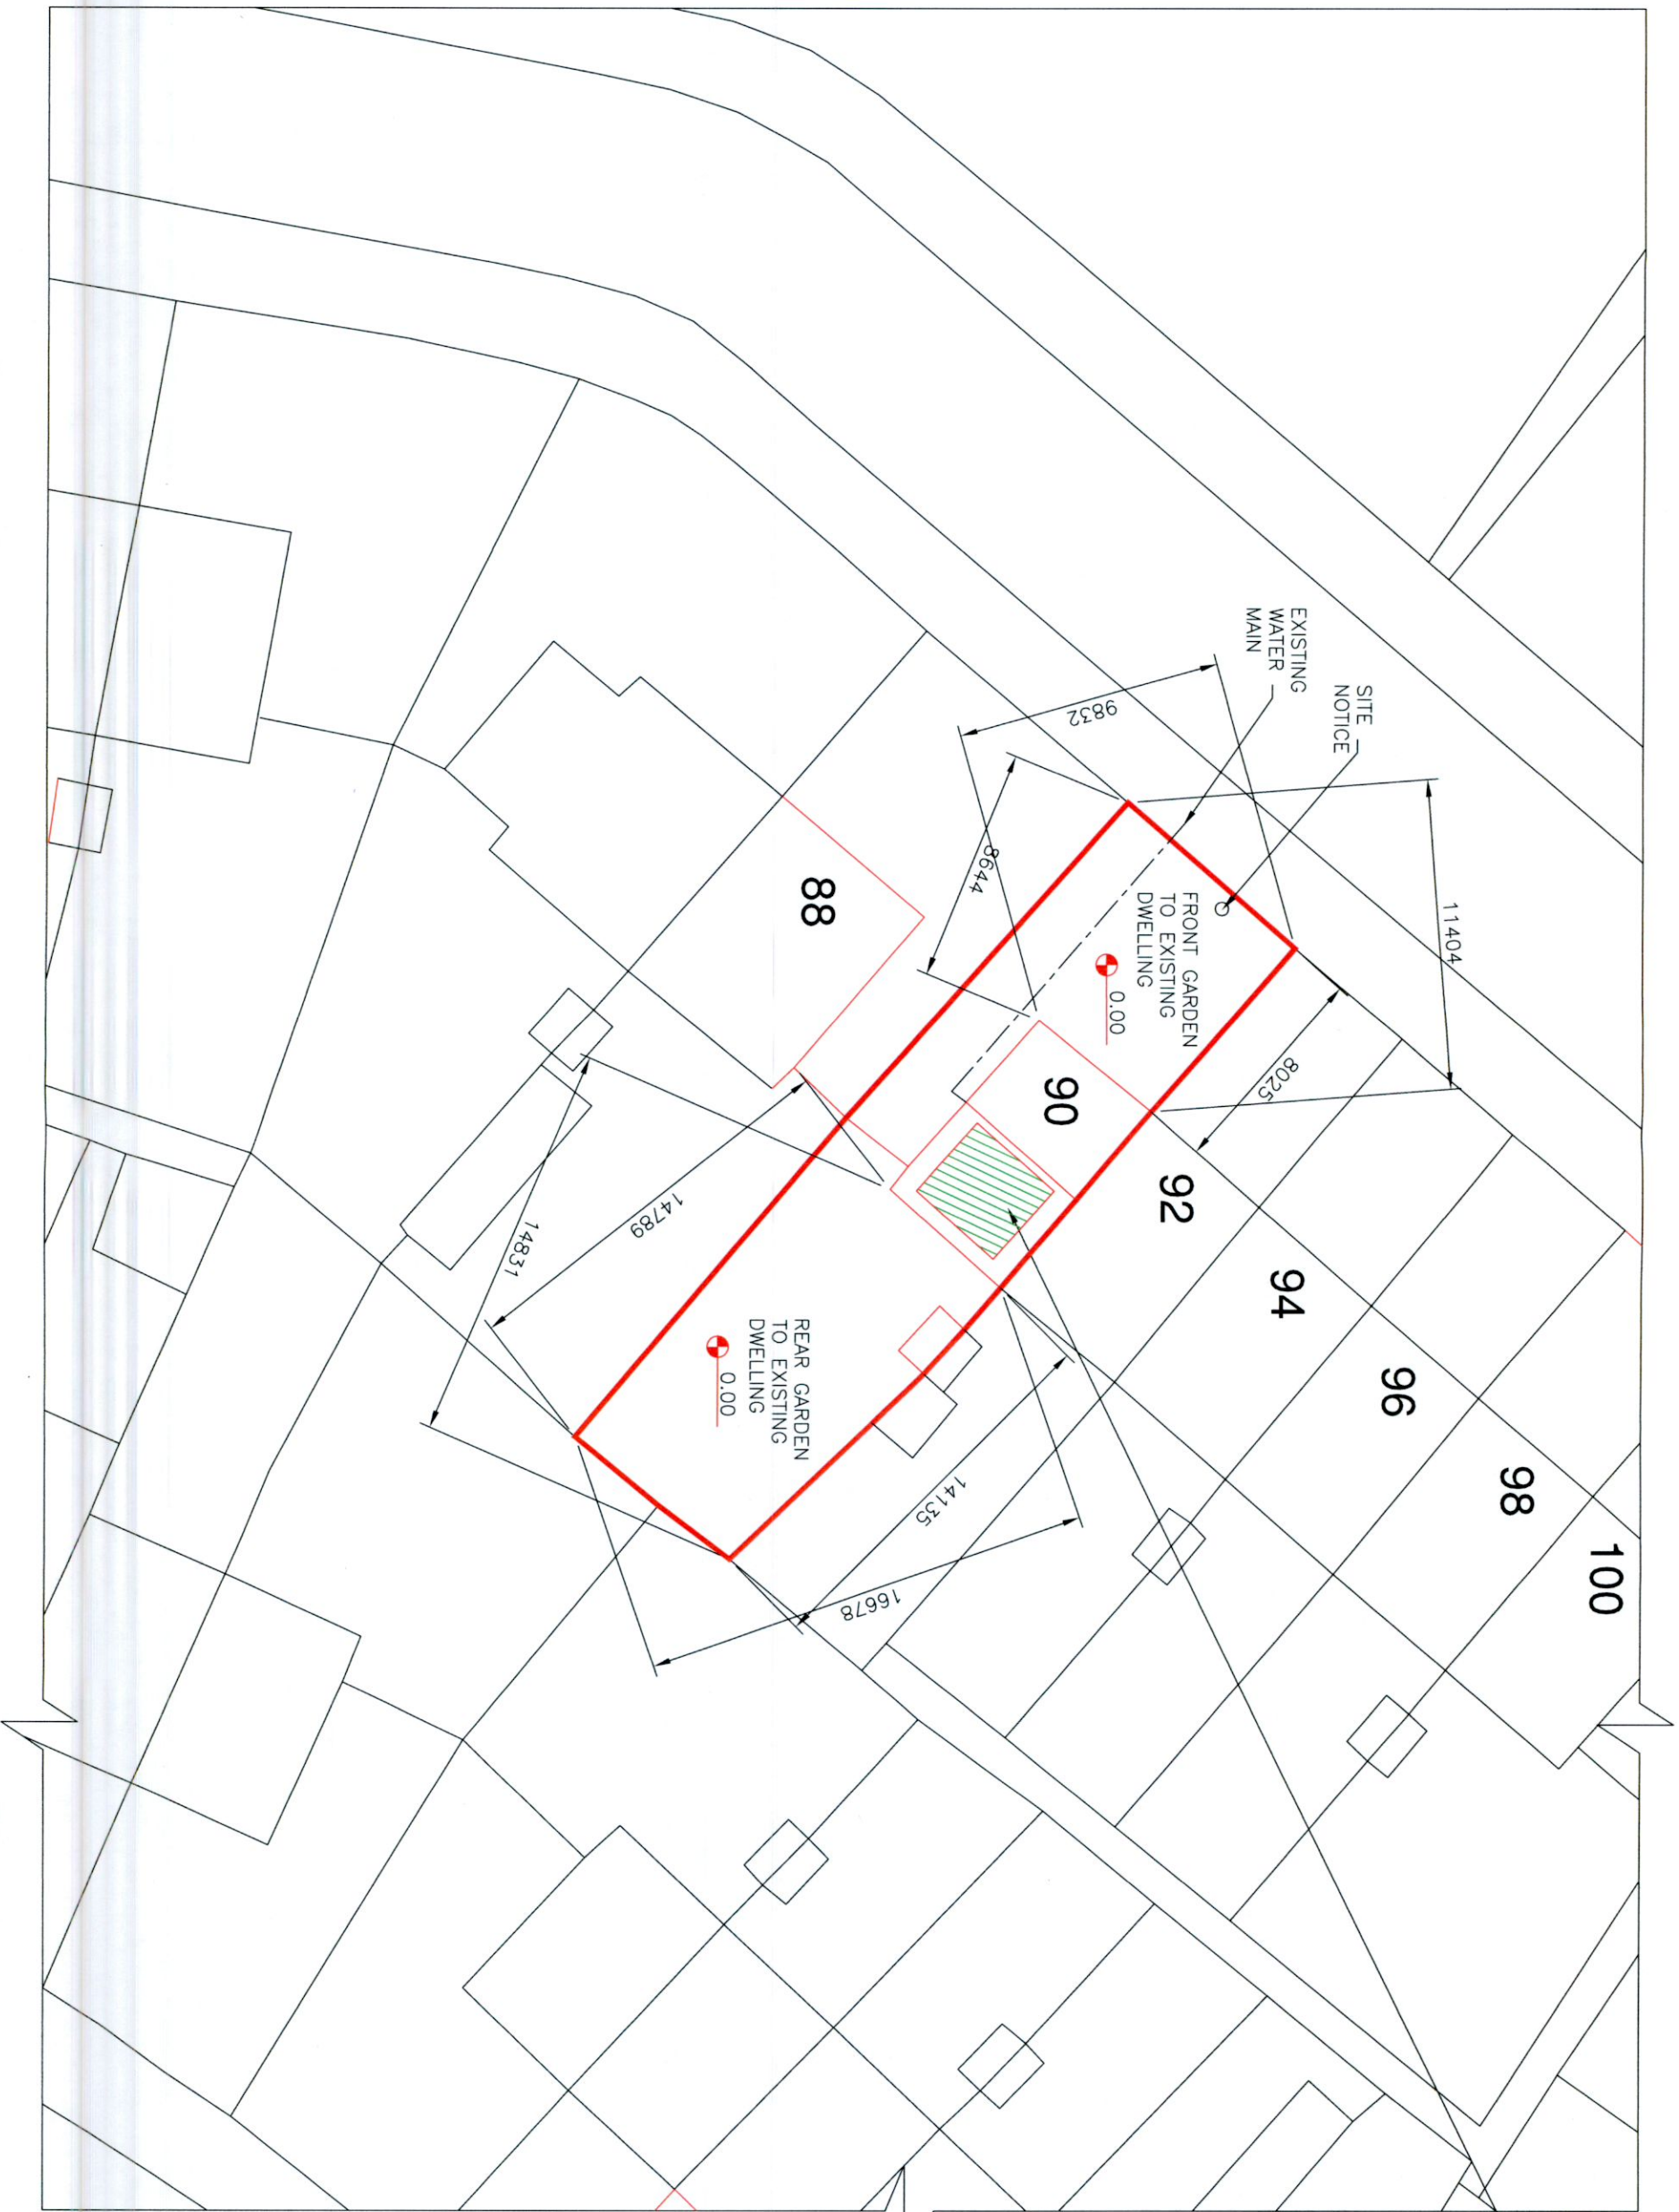 EXISTING
WATER
MAIN
SITE
NOTICE
9832
8644
11404
8025
FRONT GARDEN
TO EXISTING
DWELLING
0.00
88
90
92
94
96
98
100
14789
14831
REAR GARDEN
TO EXISTING
DWELLING
0.00
14135
16678